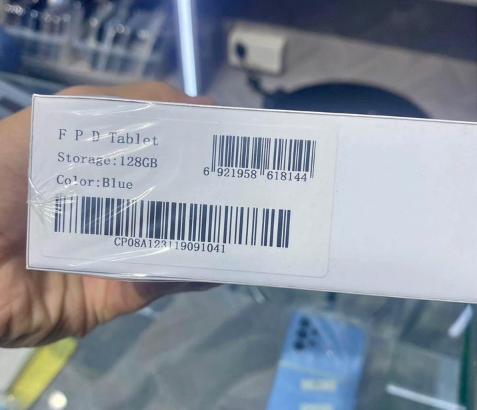 F P D Tablet
Storage:128GB
Color:Blue
6 921958 618144
CP08A123119091041